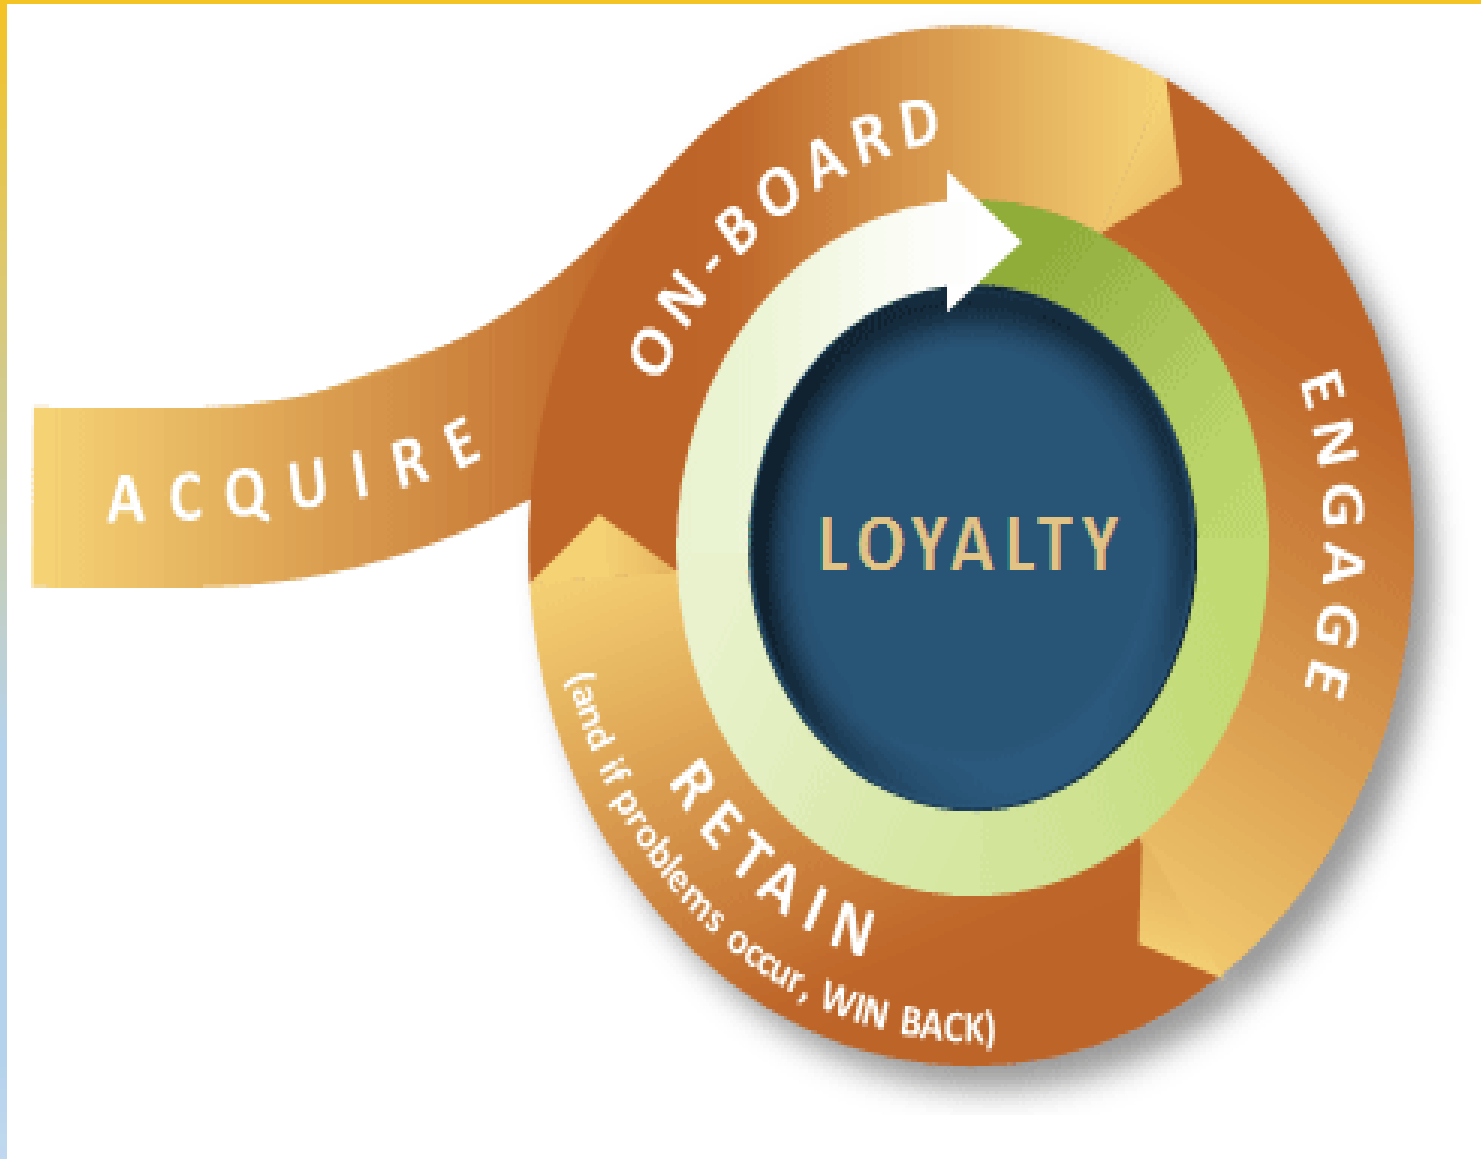 ACQUIRE
ON-BOARD
ENGAGE
RETAIN
(and if problems occur, WIN BACK)
LOYALTY